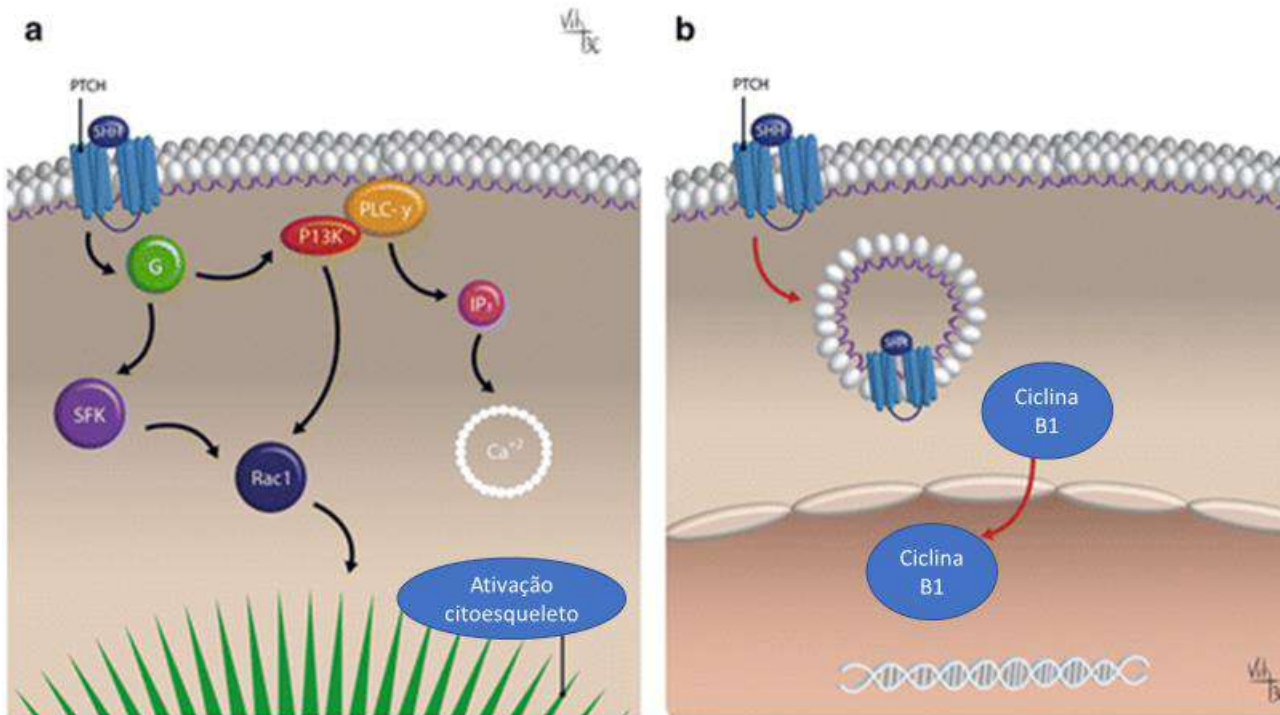 a
PTCH
SHH
PLC-γ
P13K
G
IP₃
SFK
Ca⁺²
Rac1
Ativação
citoesqueleto
b
PTCH
SHH
SHH
Ciclina
B1
Ciclina
B1